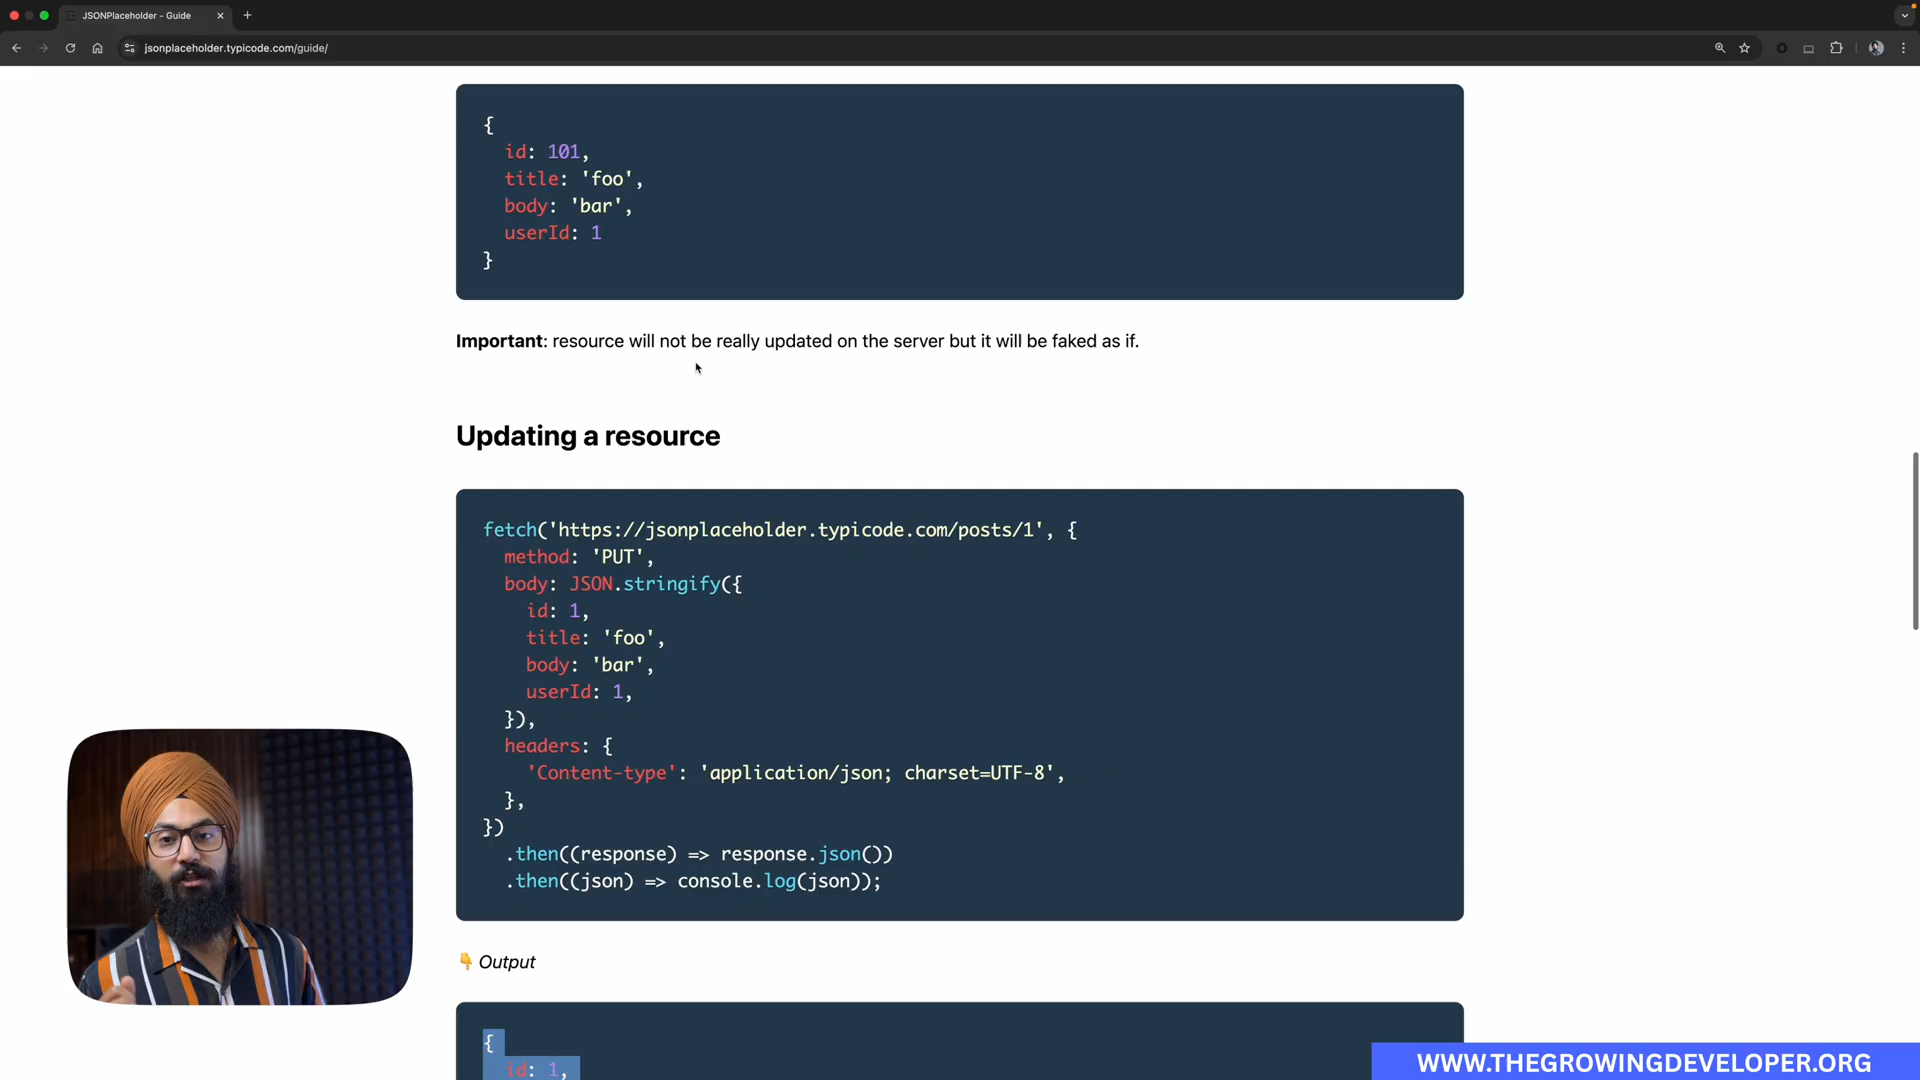 JSONPlaceholder - Guide
jsonplaceholder.typicode.com/guide/
{
id: 101,
title: 'foo',
body: 'bar',
userId: 1
}
Important: resource will not be really updated on the server but it will be faked as if.
Updating a resource
fetch('https://jsonplaceholder.typicode.com/posts/1', {
method: 'PUT',
body: JSON.stringify({
id: 1,
title: 'foo',
body: 'bar',
userId: 1,
}),
headers: {
'Content-type': 'application/json; charset=UTF-8',
},
})
.then((response) => response.json())
.then((json) => console.log(json));
👇 Output
{
id: 1,
WWW.THEGROWINGDEVELOPER.ORG